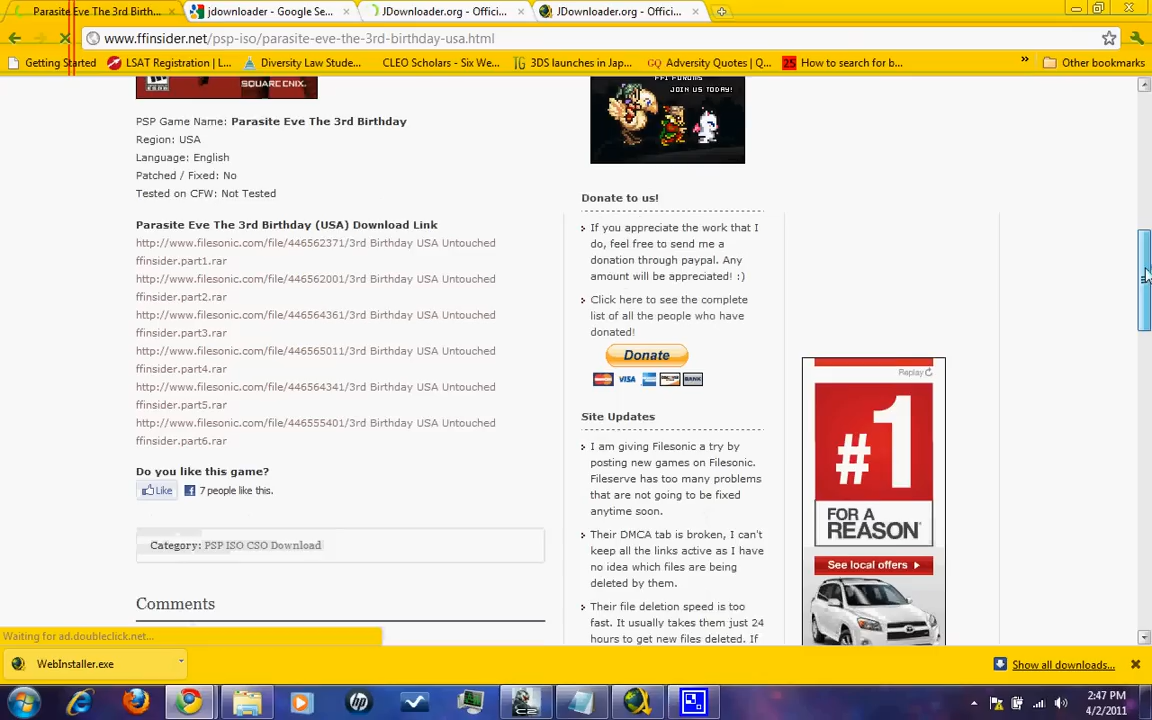 Parasite Eve The 3rd Birth...
jdownloader - Google Se...
JDownloader.org - Offici...
JDownloader.org - Offici...
www.ffinsider.net/psp-iso/parasite-eve-the-3rd-birthday-usa.html
Getting Started
LSAT Registration | L...
Diversity Law Stude...
CLEO Scholars - Six We...
3DS launches in Jap...
GQ Adversity Quotes | Q...
25 How to search for b...
» Other bookmarks
SQUARE ENIX
FFI FORUMS
JOIN US TODAY!
PSP Game Name: Parasite Eve The 3rd Birthday
Region: USA
Language: English
Patched / Fixed: No
Tested on CFW: Not Tested
Parasite Eve The 3rd Birthday (USA) Download Link
http://www.filesonic.com/file/446562371/3rd Birthday USA Untouched
ffinsider.part1.rar
http://www.filesonic.com/file/446562001/3rd Birthday USA Untouched
ffinsider.part2.rar
http://www.filesonic.com/file/446564361/3rd Birthday USA Untouched
ffinsider.part3.rar
http://www.filesonic.com/file/446565011/3rd Birthday USA Untouched
ffinsider.part4.rar
http://www.filesonic.com/file/446564341/3rd Birthday USA Untouched
ffinsider.part5.rar
http://www.filesonic.com/file/446555401/3rd Birthday USA Untouched
ffinsider.part6.rar
Do you like this game?
Like
7 people like this.
Category: PSP ISO CSO Download
Comments
Donate to us!
If you appreciate the work that I
do, feel free to send me a
donation through paypal. Any
amount will be appreciated! :)
Click here to see the complete
list of all the people who have
donated!
Donate
VISA
BANK
Site Updates
I am giving Filesonic a try by
posting new games on Filesonic.
Fileserve has too many problems
that are not going to be fixed
anytime soon.
Their DMCA tab is broken, I can't
keep all the links active as I have
no idea which files are being
deleted by them.
Their file deletion speed is too
fast. It usually takes them just 24
hours to get new files deleted. If
Replay
#1
FOR A
REASON
See local offers
Waiting for ad.doubleclick.net...
WebInstaller.exe
Show all downloads...
2:47 PM
4/2/2011